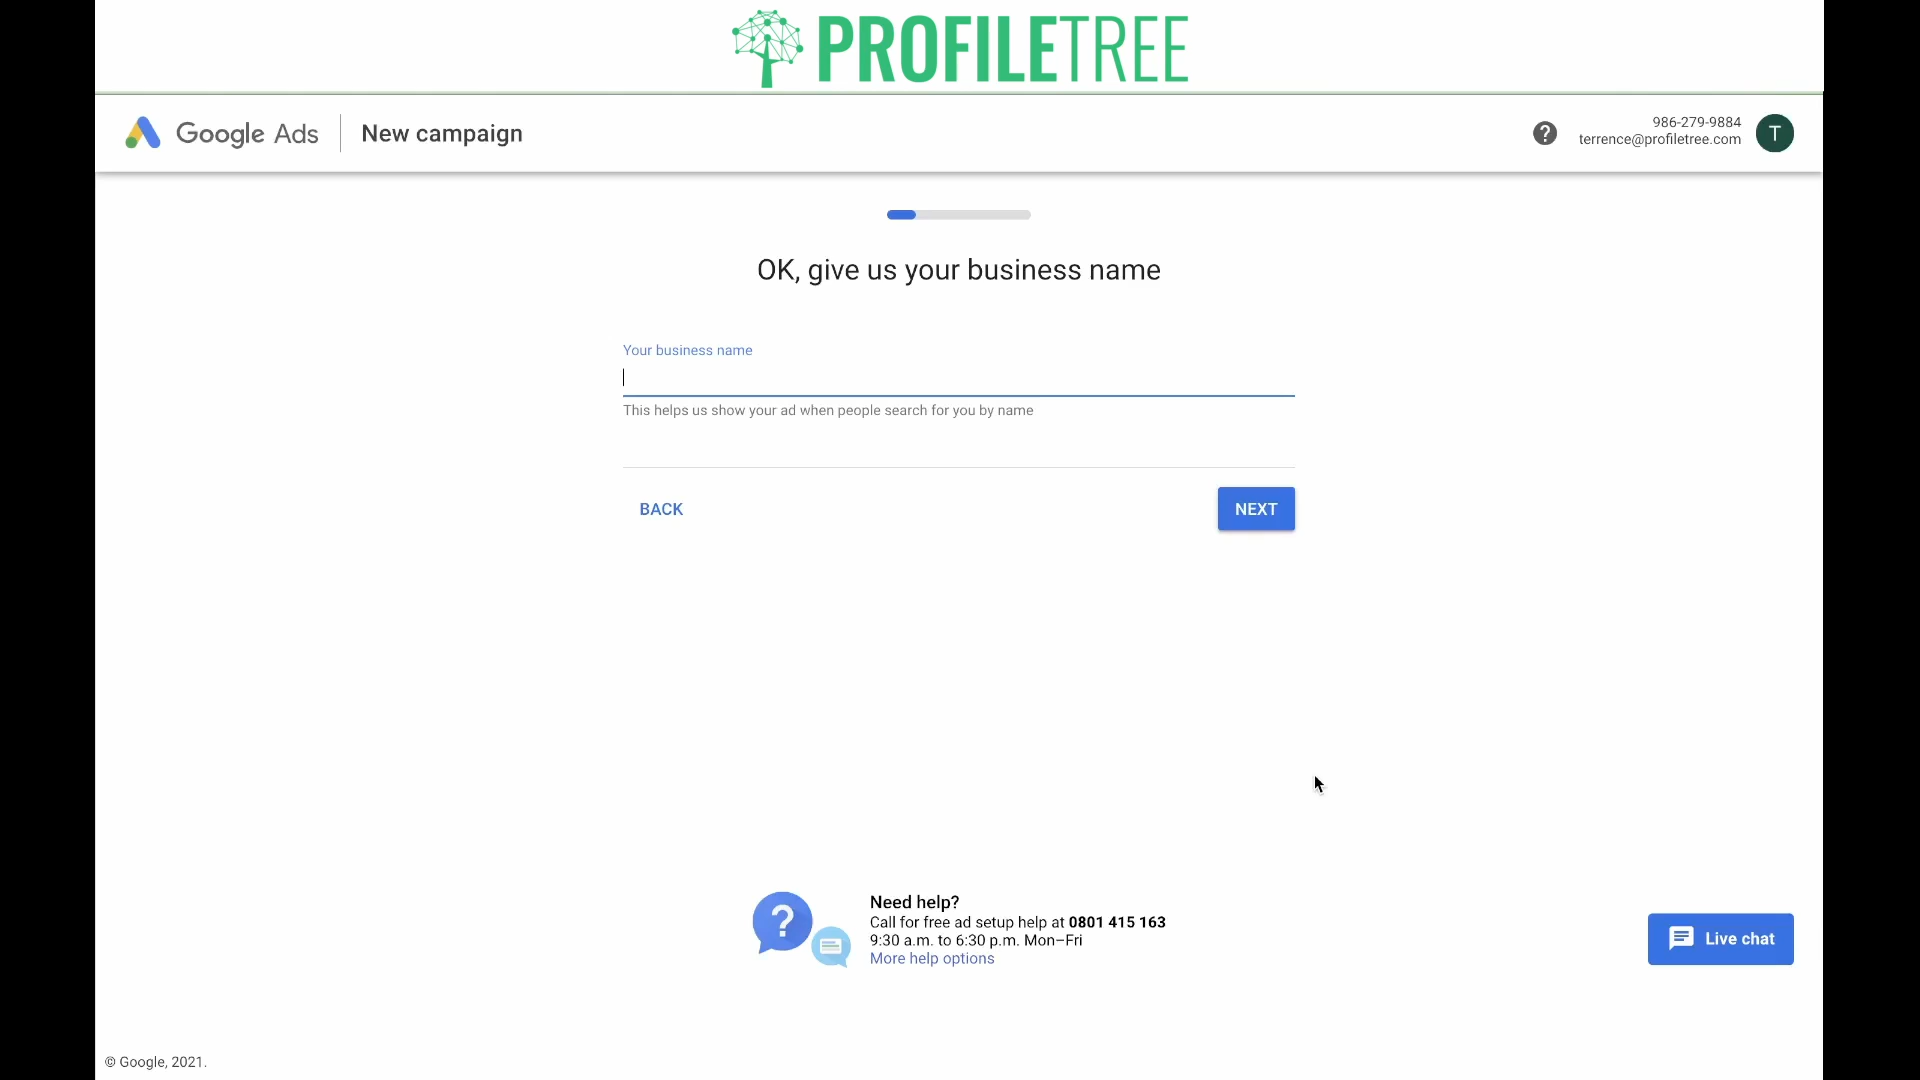 PROFILETREE
Google Ads
New campaign
?
986-279-9884
terrence@profiletree.com
T
OK, give us your business name
Your business name
This helps us show your ad when people search for you by name
BACK
NEXT
?
Need help?
Call for free ad setup help at 0801 415 163
9:30 a.m. to 6:30 p.m. Mon–Fri
More help options
Live chat
© Google, 2021.